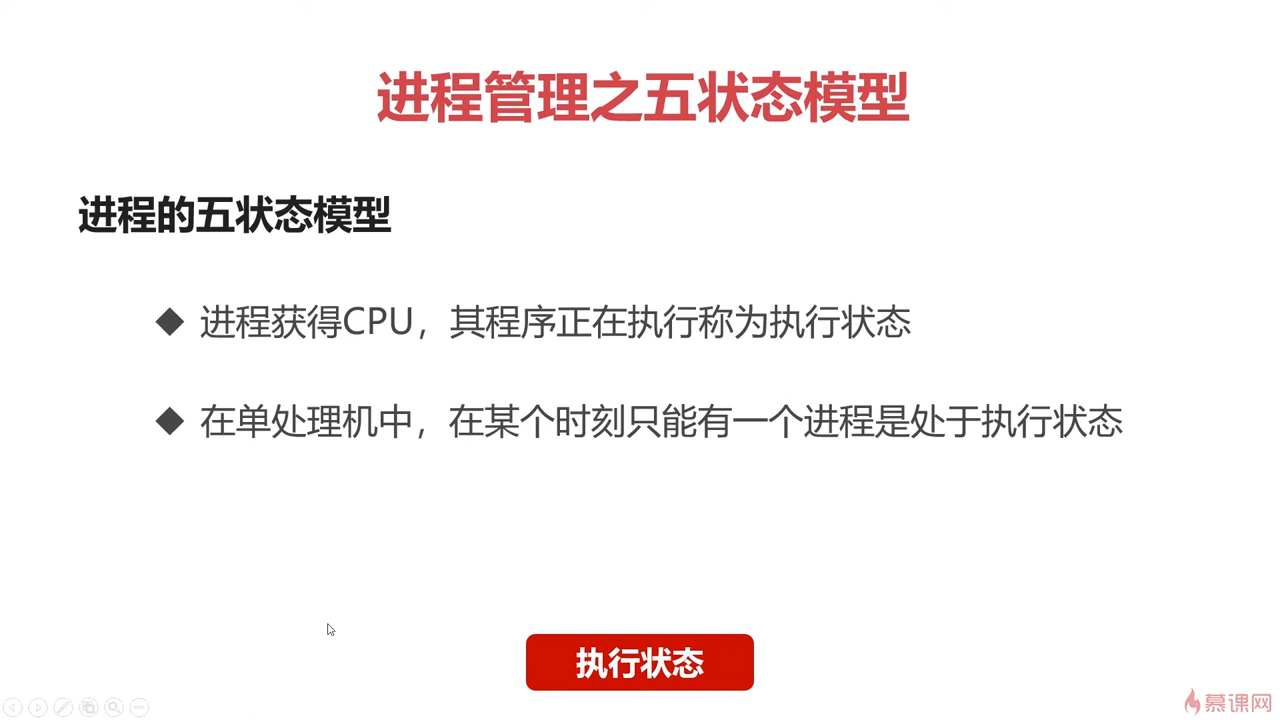 进程管理之五状态模型
进程的五状态模型
◆ 进程获得CPU，其程序正在执行称为执行状态
◆ 在单处理机中，在某个时刻只能有一个进程是处于执行状态
执行状态
慕课网